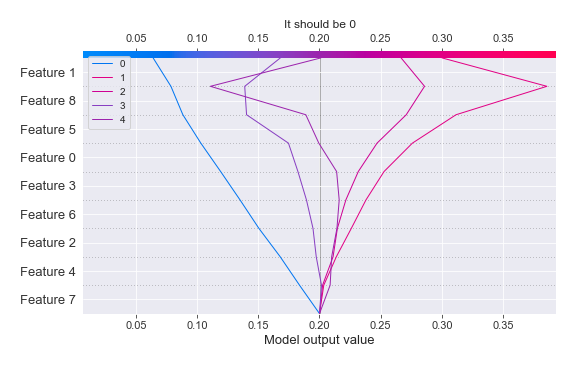 It should be 0
0.05 0.10 0.15 0.20 0.25 0.30 0.35
0
1
2
3
4
Feature 1
Feature 8
Feature 5
Feature 0
Feature 3
Feature 6
Feature 2
Feature 4
Feature 7
0.05 0.10 0.15 0.20 0.25 0.30 0.35
Model output value